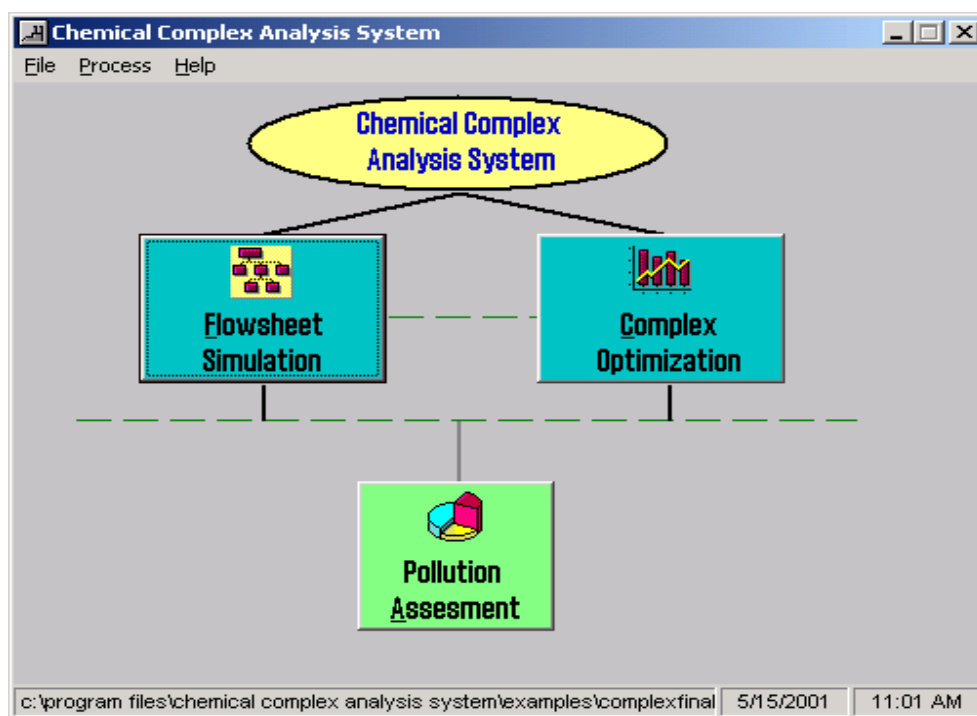 Chemical Complex Analysis System
File Process Help
Chemical Complex
Analysis System
Flowsheet
Simulation
Complex
Optimization
Pollution
Assesment
c:\program files\chemical complex analysis system\examples\complexfinal 5/15/2001 11:01 AM